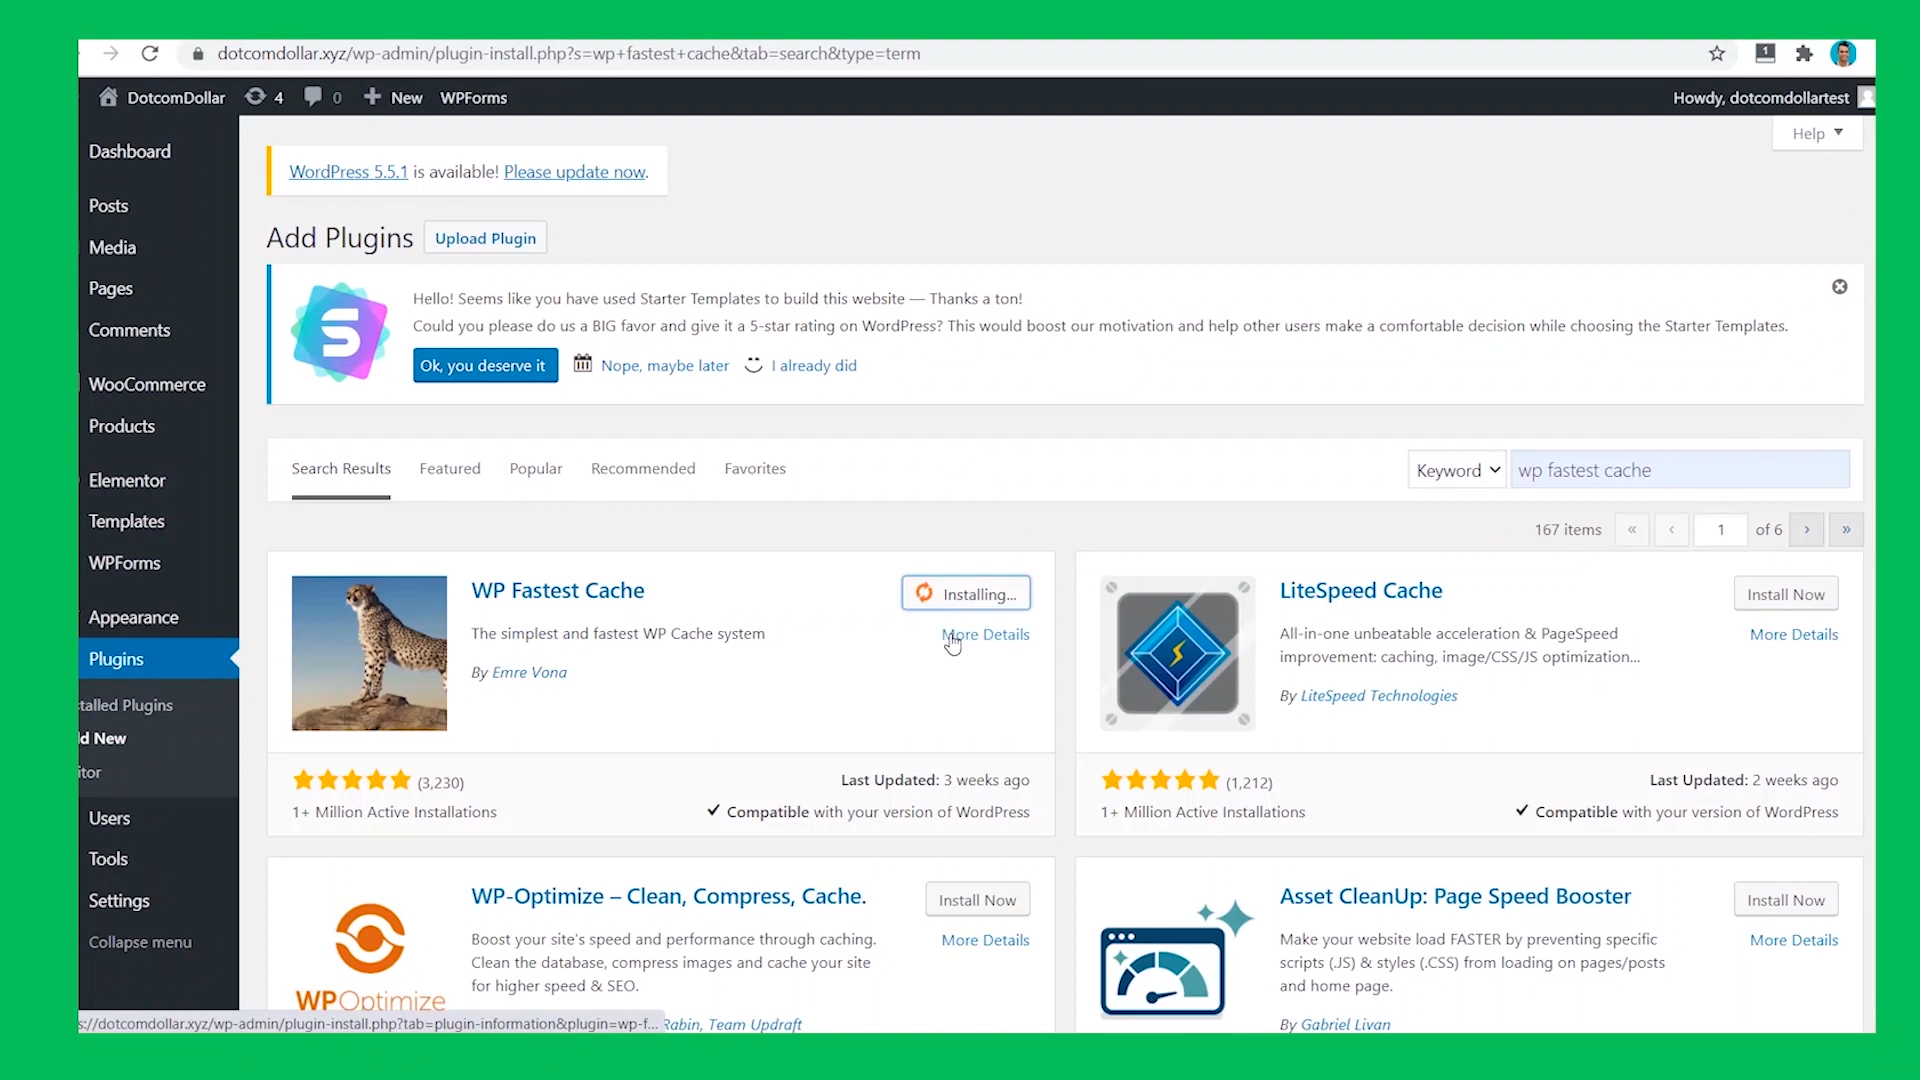 dotcomdollar.xyz/wp-admin/plugin-install.php?s=wp+fastest+cache&tab=search&type=term
1
DotcomDollar
4
0
New
WPForms
Howdy, dotcomdollartest
Help
Dashboard
Posts
Media
Pages
Comments
WooCommerce
Products
Elementor
Templates
WPForms
Appearance
Plugins
talled Plugins
d New
itor
Users
Tools
Settings
Collapse menu
WordPress 5.5.1 is available! Please update now.
Add Plugins
Upload Plugin
Hello! Seems like you have used Starter Templates to build this website — Thanks a ton!
Could you please do us a BIG favor and give it a 5-star rating on WordPress? This would boost our motivation and help other users make a comfortable decision while choosing the Starter Templates.
Ok, you deserve it
Nope, maybe later
I already did
Search Results
Featured
Popular
Recommended
Favorites
Keyword
wp fastest cache
167 items « ‹ 1 of 6 › »
WP Fastest Cache
Installing...
The simplest and fastest WP Cache system
More Details
By Emre Vona
(3,230)
Last Updated: 3 weeks ago
1+ Million Active Installations
Compatible with your version of WordPress
LiteSpeed Cache
Install Now
All-in-one unbeatable acceleration & PageSpeed
improvement: caching, image/CSS/JS optimization...
More Details
By LiteSpeed Technologies
(1,212)
Last Updated: 2 weeks ago
1+ Million Active Installations
Compatible with your version of WordPress
WP-Optimize – Clean, Compress, Cache.
Install Now
Boost your site's speed and performance through caching.
Clean the database, compress images and cache your site
for higher speed & SEO.
More Details
WPOptimize
Rabin, Team Updraft
Asset CleanUp: Page Speed Booster
Install Now
Make your website load FASTER by preventing specific
scripts (.JS) & styles (.CSS) from loading on pages/posts
and home page.
More Details
By Gabriel Livan
s://dotcomdollar.xyz/wp-admin/plugin-install.php?tab=plugin-information&plugin=wp-f...